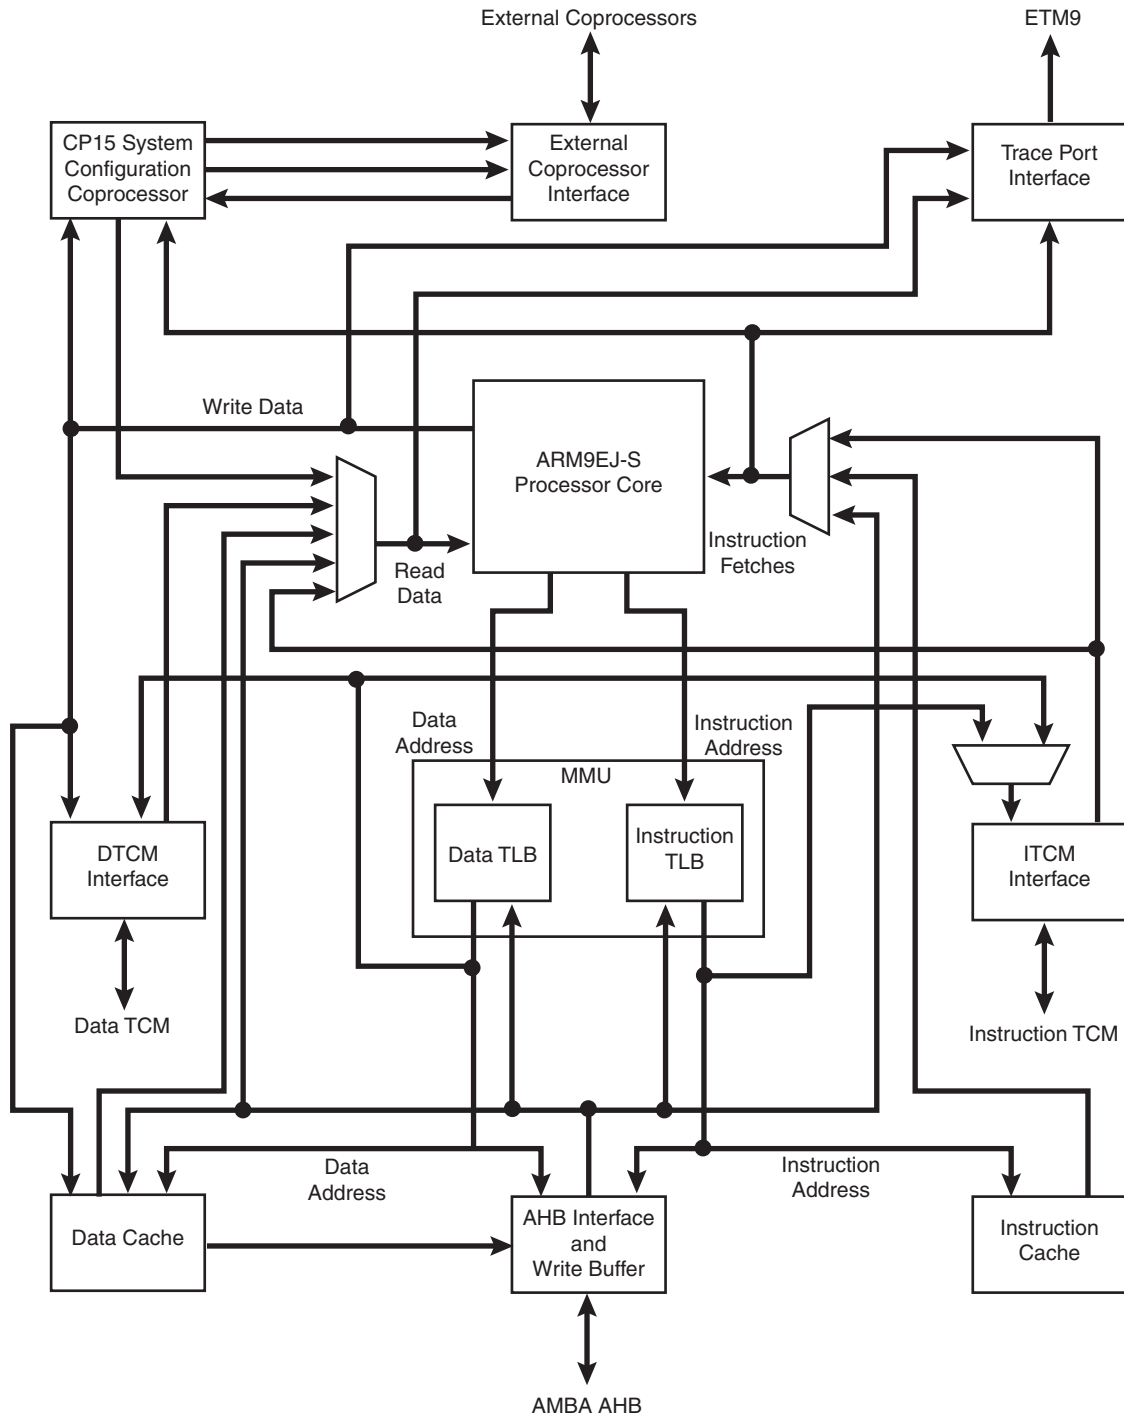 External Coprocessors
ETM9
CP15 System
Configuration
Coprocessor
External
Coprocessor
Interface
Trace Port
Interface
Write Data
ARM9EJ-S
Processor Core
Instruction
Fetches
Read
Data
Data
Address
Instruction
Address
MMU
DTCM
Interface
Data TLB
Instruction
TLB
ITCM
Interface
Data TCM
Instruction TCM
Data
Address
Instruction
Address
Data Cache
AHB Interface
and
Write Buffer
Instruction
Cache
AMBA AHB